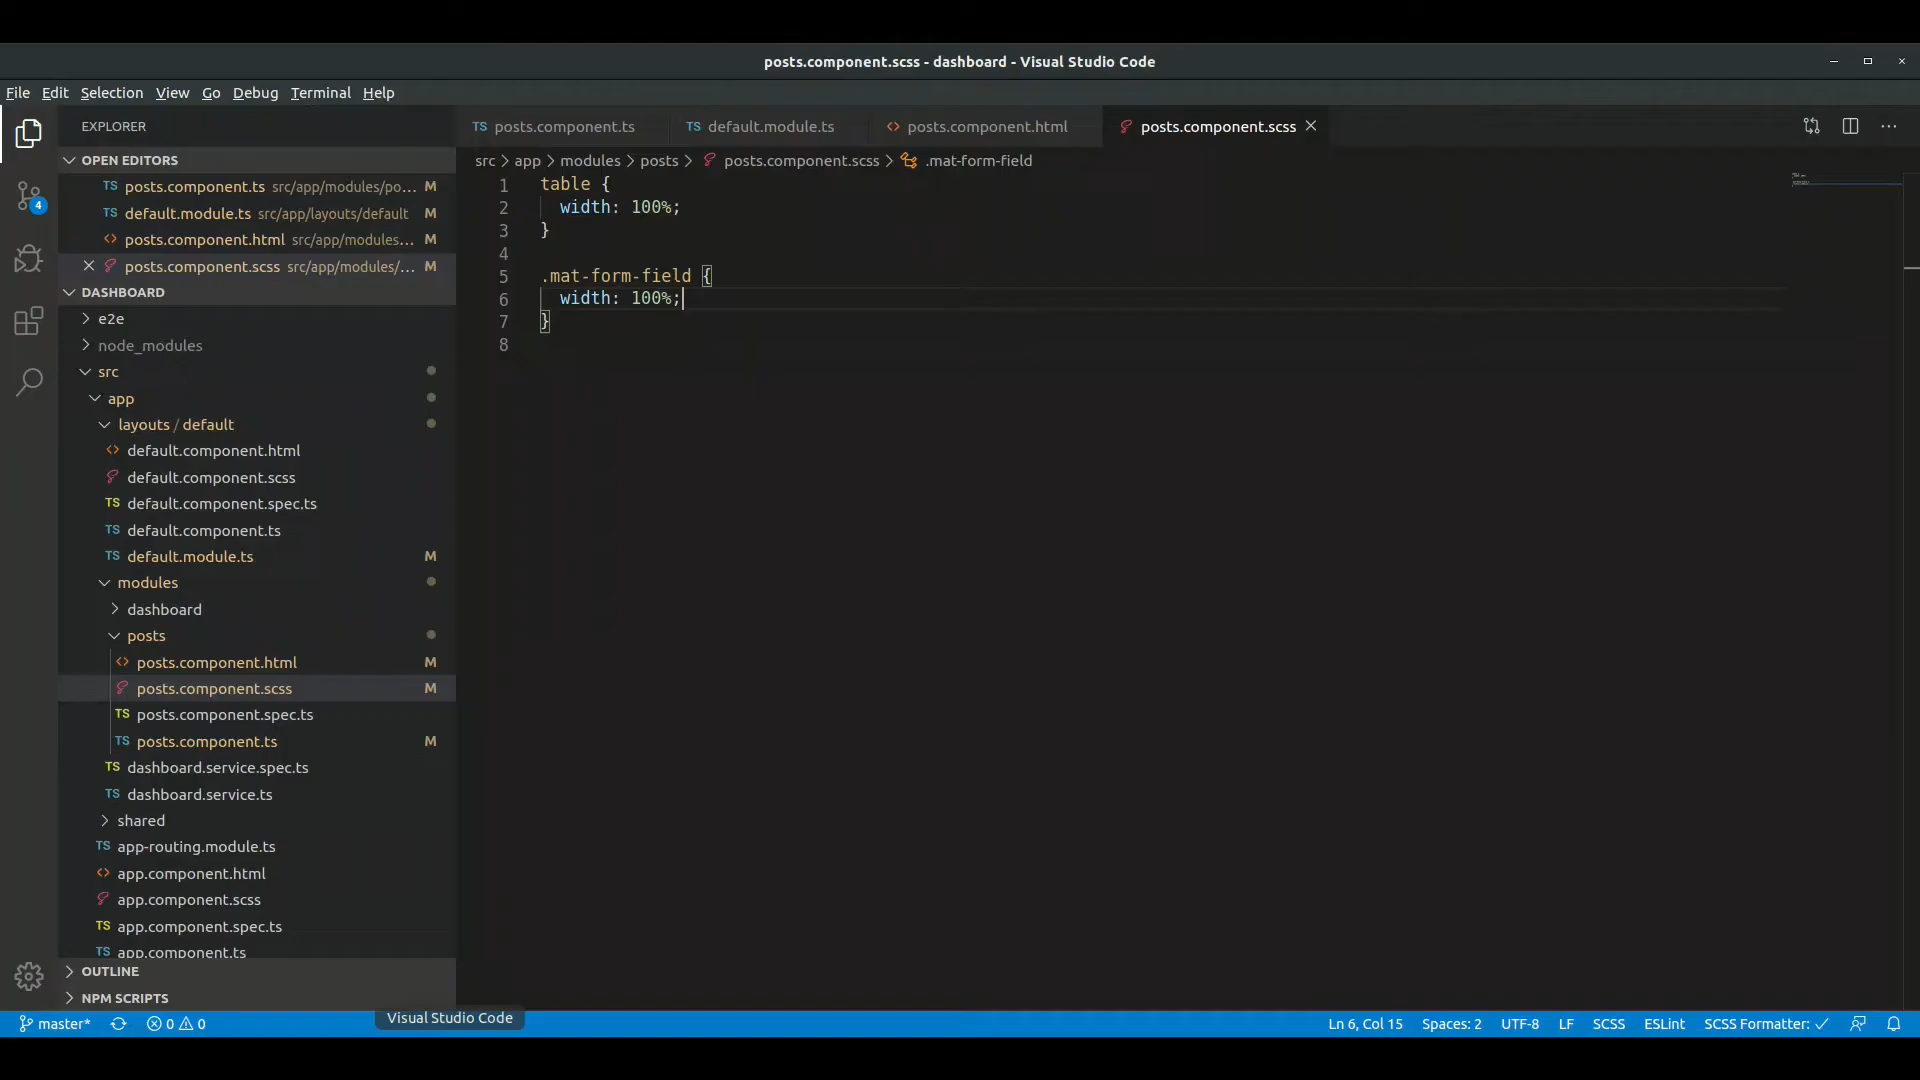 posts.component.scss - dashboard - Visual Studio Code
File Edit Selection View Go Debug Terminal Help
EXPLORER
OPEN EDITORS
TS posts.component.ts src/app/modules/po... M
TS default.module.ts src/app/layouts/default M
<> posts.component.html src/app/modules... M
posts.component.scss src/app/modules/... M
DASHBOARD
e2e
node_modules
src
app
layouts / default
<> default.component.html
default.component.scss
TS default.component.spec.ts
TS default.component.ts
TS default.module.ts M
modules
dashboard
posts
<> posts.component.html M
posts.component.scss M
TS posts.component.spec.ts
TS posts.component.ts M
TS dashboard.service.spec.ts
TS dashboard.service.ts
shared
TS app-routing.module.ts
<> app.component.html
app.component.scss
TS app.component.spec.ts
TS app.component.ts
OUTLINE
NPM SCRIPTS
4
TS posts.component.ts TS default.module.ts <> posts.component.html posts.component.scss
src > app > modules > posts > posts.component.scss > .mat-form-field
1 table {
2 width: 100%;
3 }
4
5 .mat-form-field {
6 width: 100%;
7 }
8
Visual Studio Code
master* 0 0 Ln 6, Col 15 Spaces: 2 UTF-8 LF SCSS ESLint SCSS Formatter: ✓